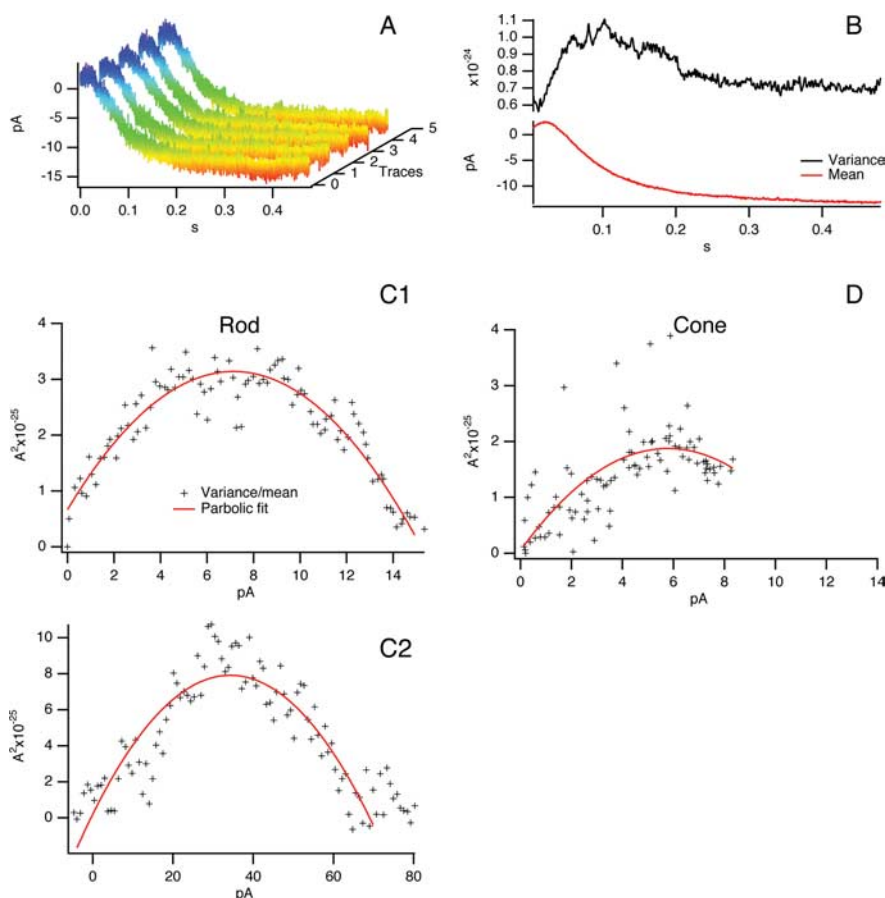 A
pA
0
-5
-10
-15
0.0 0.1 0.2 0.3 0.4
s
0 1 2 3 4 5
Traces
B
x10⁻²⁴
1.1
1.0
0.9
0.8
0.7
0.6
pA
0
-5
-10
Variance
Mean
0.1 0.2 0.3 0.4
s
C1
Rod
A²x10⁻²⁵
4
3
2
1
0
Variance/mean
Parbolic fit
0 2 4 6 8 10 12 14
pA
D
Cone
A²x10⁻²⁵
4
3
2
1
0
0 2 4 6 8 10 12 14
pA
C2
A²x10⁻²⁵
10
8
6
4
2
0
0 20 40 60 80
pA